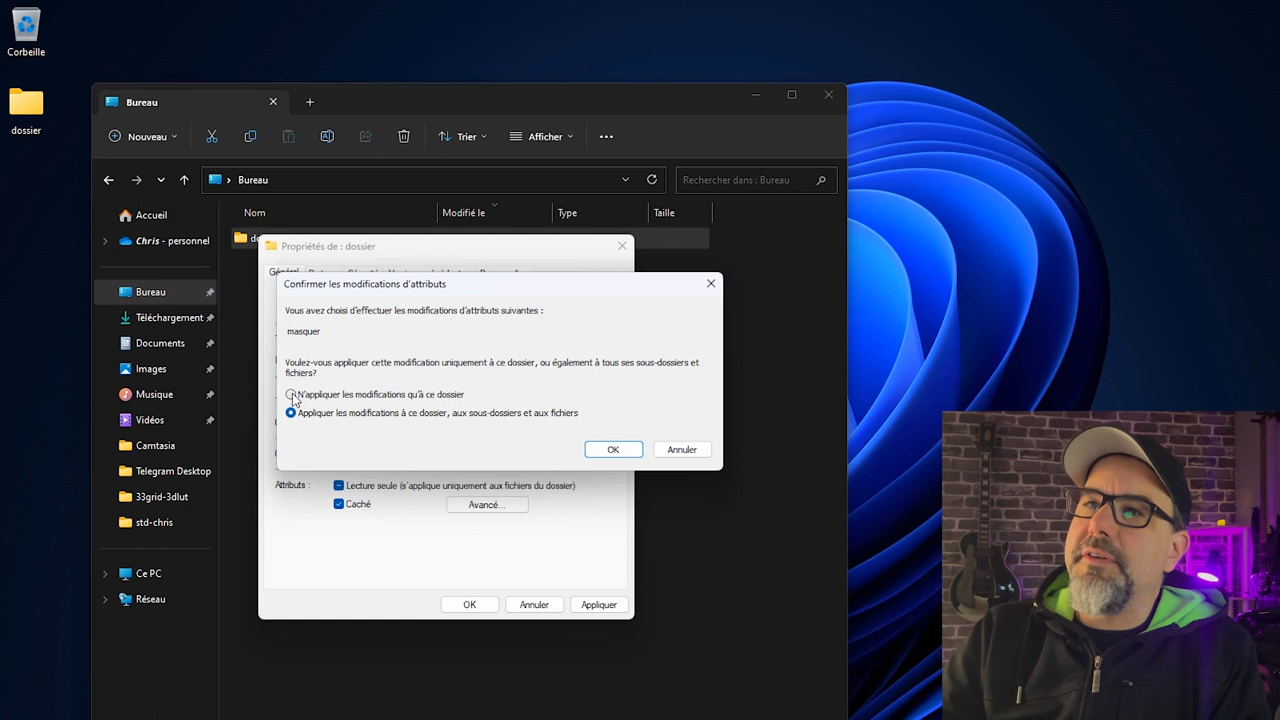 Corbeille
dossier
Bureau
Nouveau
Trier
Afficher
Bureau
Rechercher dans : Bureau
Nom
Modifié le
Type
Taille
Accueil
Chris - personnel
Bureau
Téléchargement
Documents
Images
Musique
Vidéos
Camtasia
Telegram Desktop
33grid-3dlut
std-chris
Ce PC
Réseau
Propriétés de : dossier
Général
Confirmer les modifications d'attributs
Vous avez choisi d'effectuer les modifications d'attributs suivantes :
masquer
Voulez-vous appliquer cette modification uniquement à ce dossier, ou également à tous ses sous-dossiers et
fichiers?
N'appliquer les modifications qu'à ce dossier
Appliquer les modifications à ce dossier, aux sous-dossiers et aux fichiers
OK
Annuler
Attributs :
Lecture seule (s'applique uniquement aux fichiers du dossier)
Caché
Avancé...
OK
Annuler
Appliquer